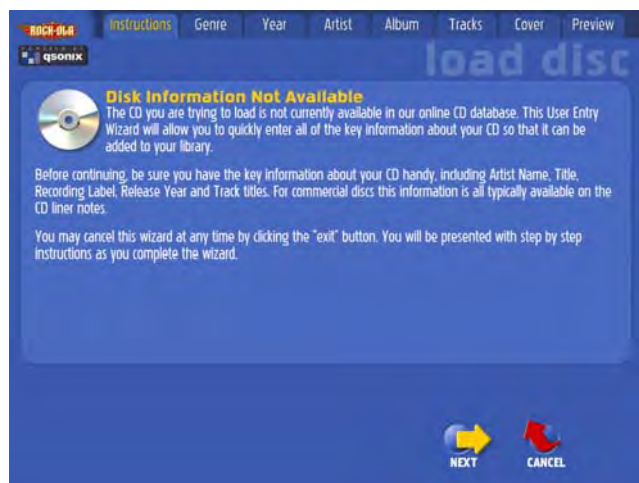 ROCK-OLA
Instructions Genre Year Artist Album Tracks Cover Preview
POWERED BY
qsonix
load disc
Disk Information Not Available
The CD you are trying to load is not currently available in our online CD database. This User Entry
Wizard will allow you to quickly enter all of the key information about your CD so that it can be
added to your library.
Before continuing, be sure you have the key information about your CD handy, including Artist Name, Title,
Recording Label, Release Year and Track titles. For commercial discs this information is all typically available on the
CD liner notes.
You may cancel this wizard at any time by clicking the "exit" button. You will be presented with step by step
instructions as you complete the wizard.
NEXT CANCEL